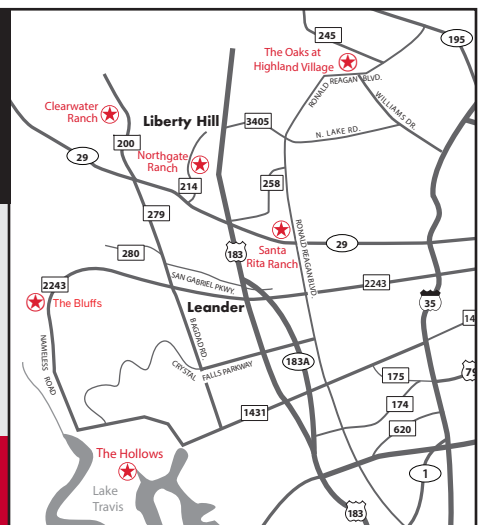 245
195
The Oaks at
Highland Village
RONALD REAGAN BLVD.
WILLIAMS DR.
Clearwater
Ranch
Liberty Hill
3405
N. LAKE RD.
200
29
Northgate
Ranch
214
258
279
RONALD REAGAN BLVD.
Santa
Rita Ranch
29
183
280
SAN GABRIEL PKWY.
2243
2243
The Bluffs
35
Leander
14
BAGDAD RD.
NAMELESS ROAD
CRYSTAL FALLS PARKWAY
183A
175
79
174
1431
620
The Hollows
1
Lake
Travis
183